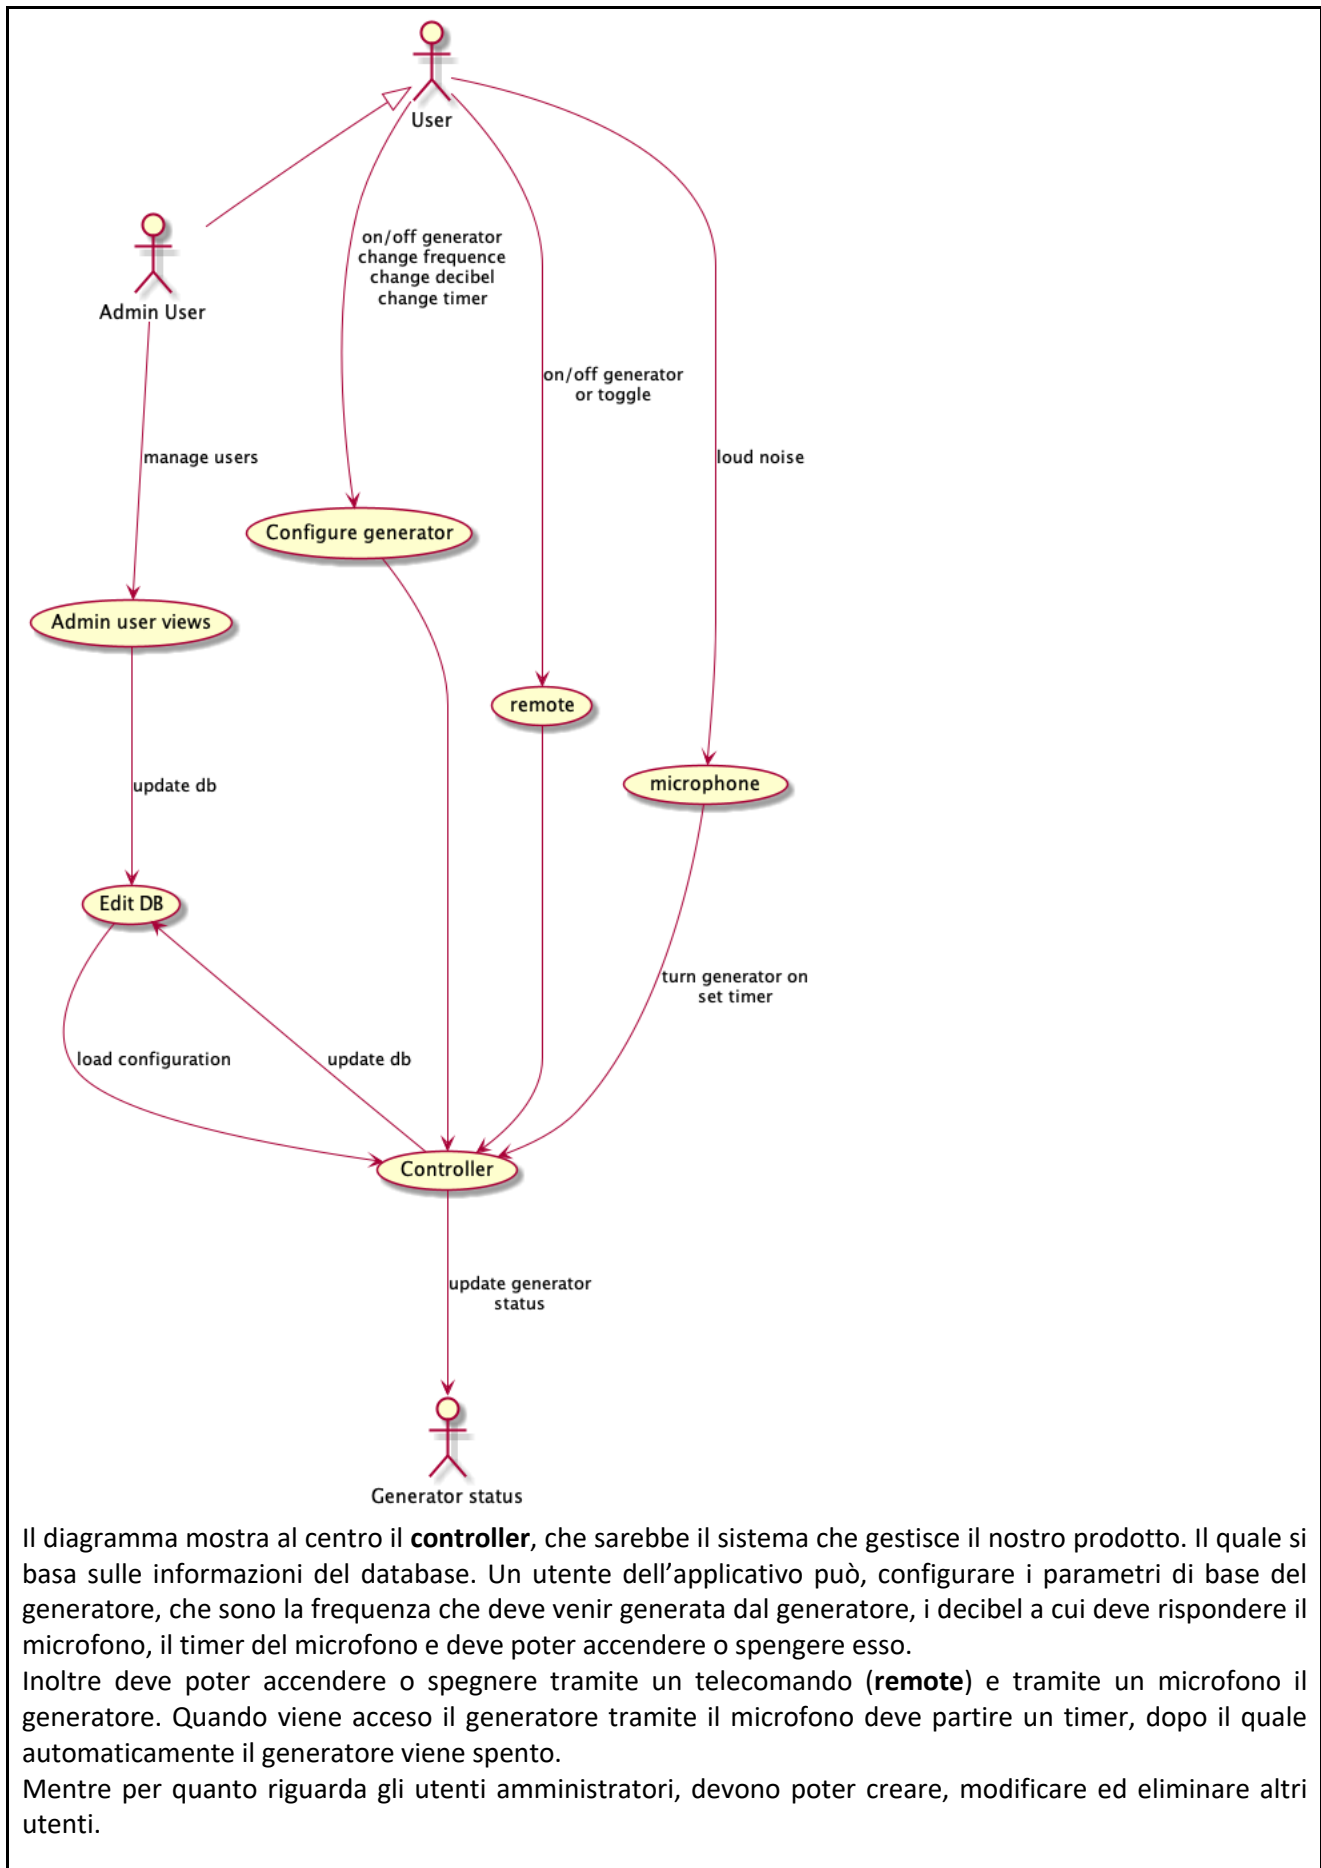 User
Admin User
on/off generator
change frequence
change decibel
change timer
on/off generator
or toggle
manage users
loud noise
Configure generator
Admin user views
remote
microphone
update db
Edit DB
turn generator on
set timer
load configuration
update db
Controller
update generator
status
Generator status
Il diagramma mostra al centro il controller, che sarebbe il sistema che gestisce il nostro prodotto. Il quale si
basa sulle informazioni del database. Un utente dell’applicativo può, configurare i parametri di base del
generatore, che sono la frequenza che deve venir generata dal generatore, i decibel a cui deve rispondere il
microfono, il timer del microfono e deve poter accendere o spengere esso.
Inoltre deve poter accendere o spegnere tramite un telecomando (remote) e tramite un microfono il
generatore. Quando viene acceso il generatore tramite il microfono deve partire un timer, dopo il quale
automaticamente il generatore viene spento.
Mentre per quanto riguarda gli utenti amministratori, devono poter creare, modificare ed eliminare altri
utenti.